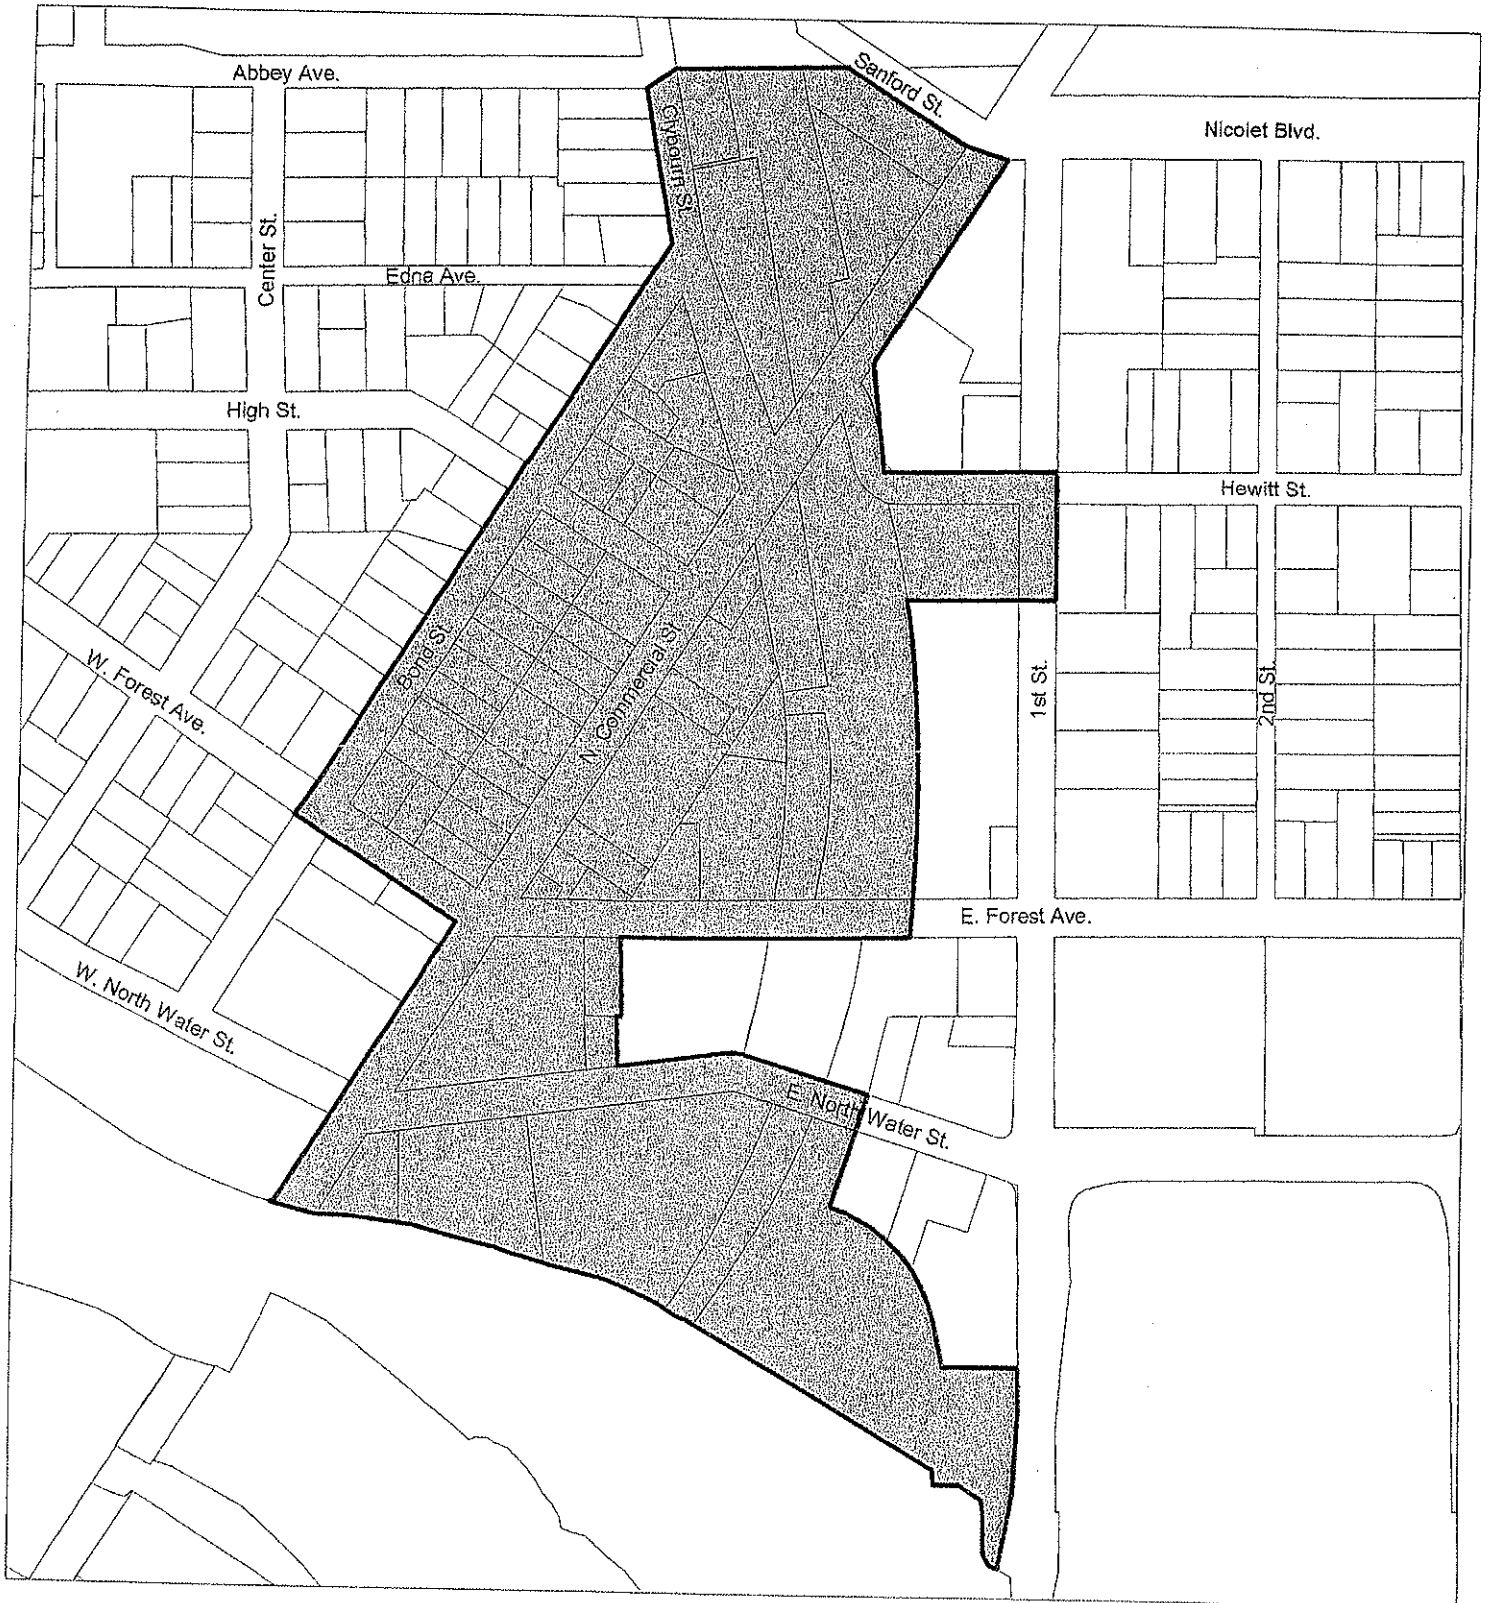 Abbey Ave.
Sanford St.
Nicolet Blvd.
Clybourn St.
Center St.
Edna Ave.
High St.
Hewitt St.
Bond St
N. Commercial St
W. Forest Ave.
1st St.
2nd St.
E. Forest Ave.
W. North Water St.
E. North Water St.